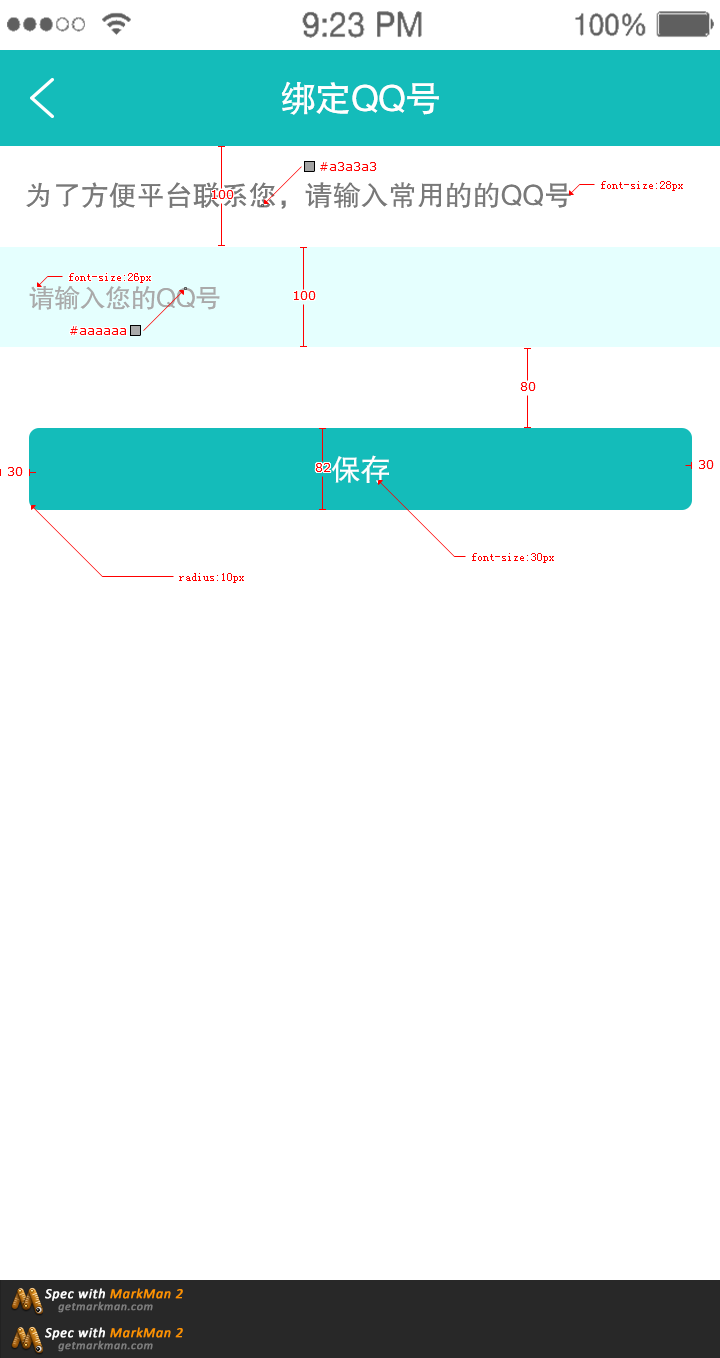 9:23 PM 100%
绑定QQ号
#a3a3a3
为了方便平台联系您，请输入常用的的QQ号
100
font-size:28px
font-size:26px
请输入您的QQ号
100
#aaaaaa
80
30
82
保存
30
font-size:30px
radius:10px
Spec with MarkMan 2
getmarkman.com
Spec with MarkMan 2
getmarkman.com